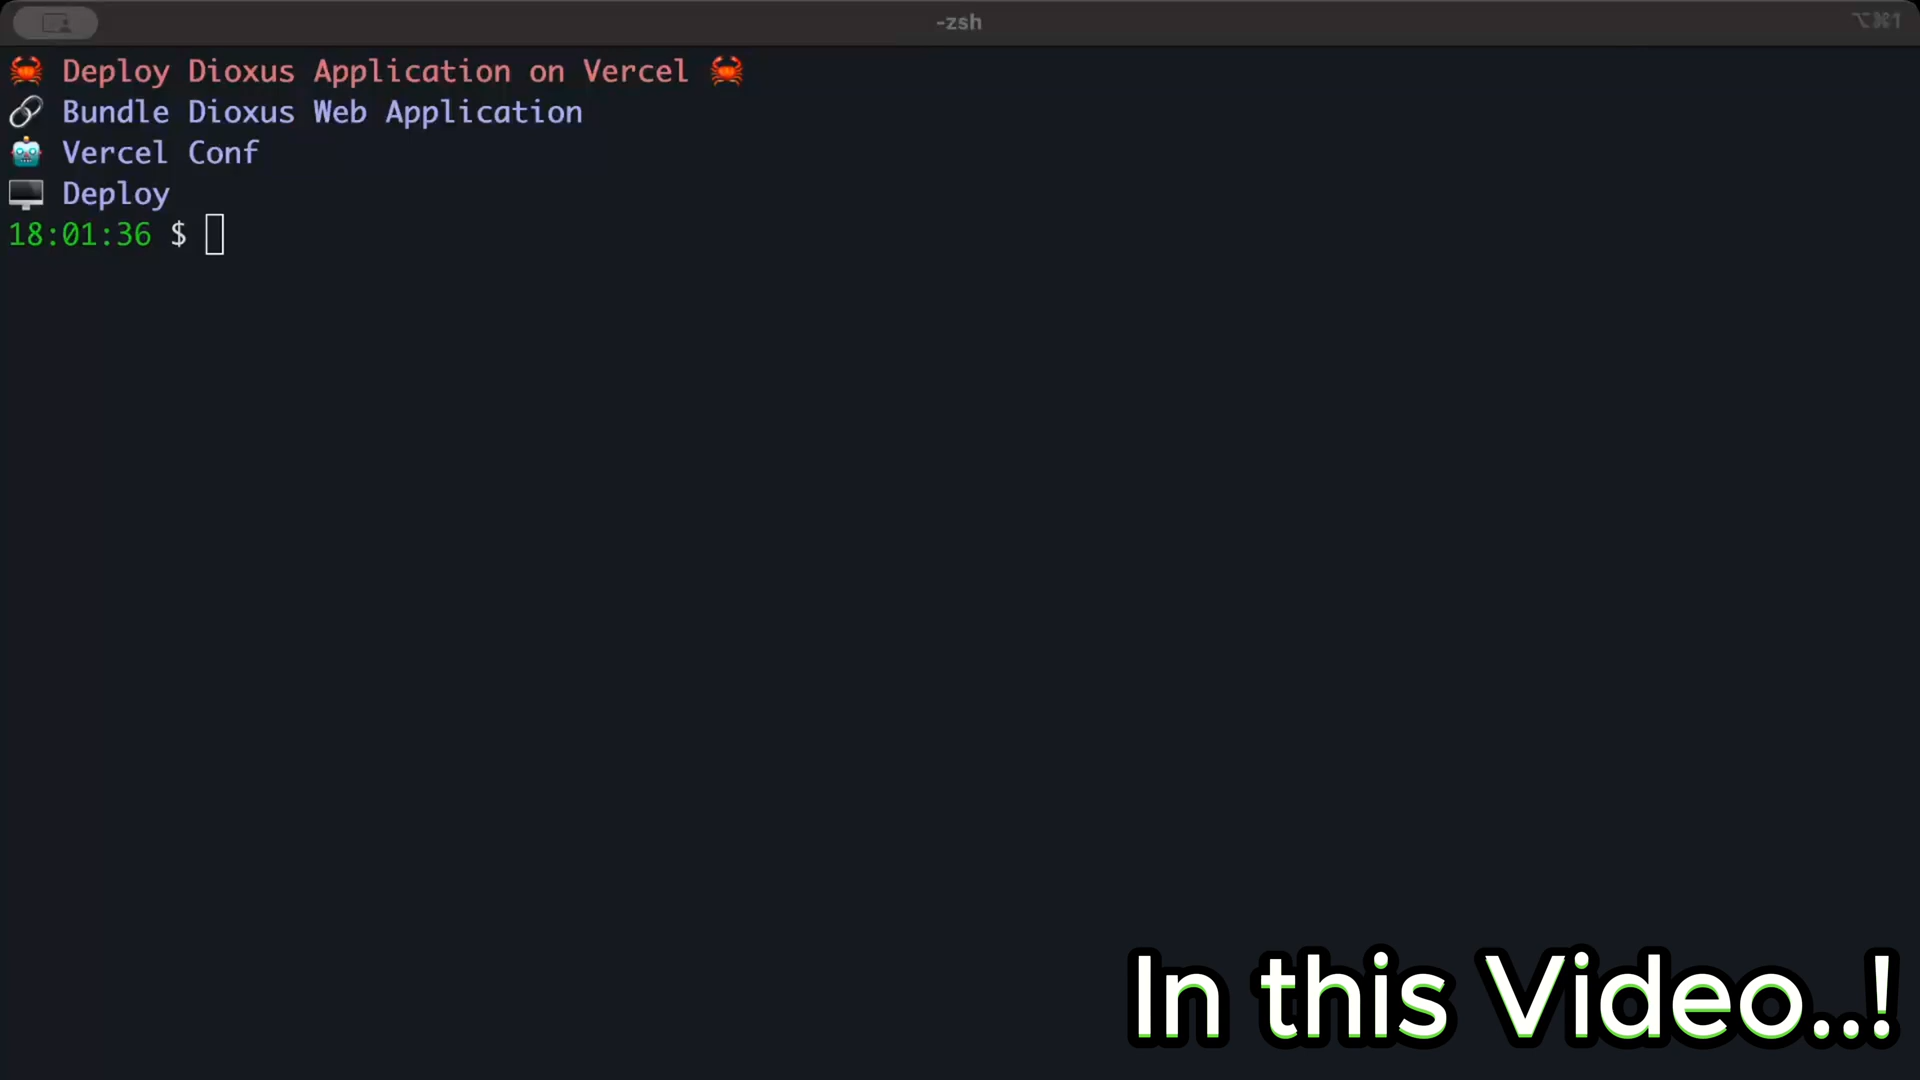 -zsh
⌥⌘1
🦀 Deploy Dioxus Application on Vercel 🦀
🔗 Bundle Dioxus Web Application
🤖 Vercel Conf
🖥️ Deploy
18:01:36 $
In this Video..!